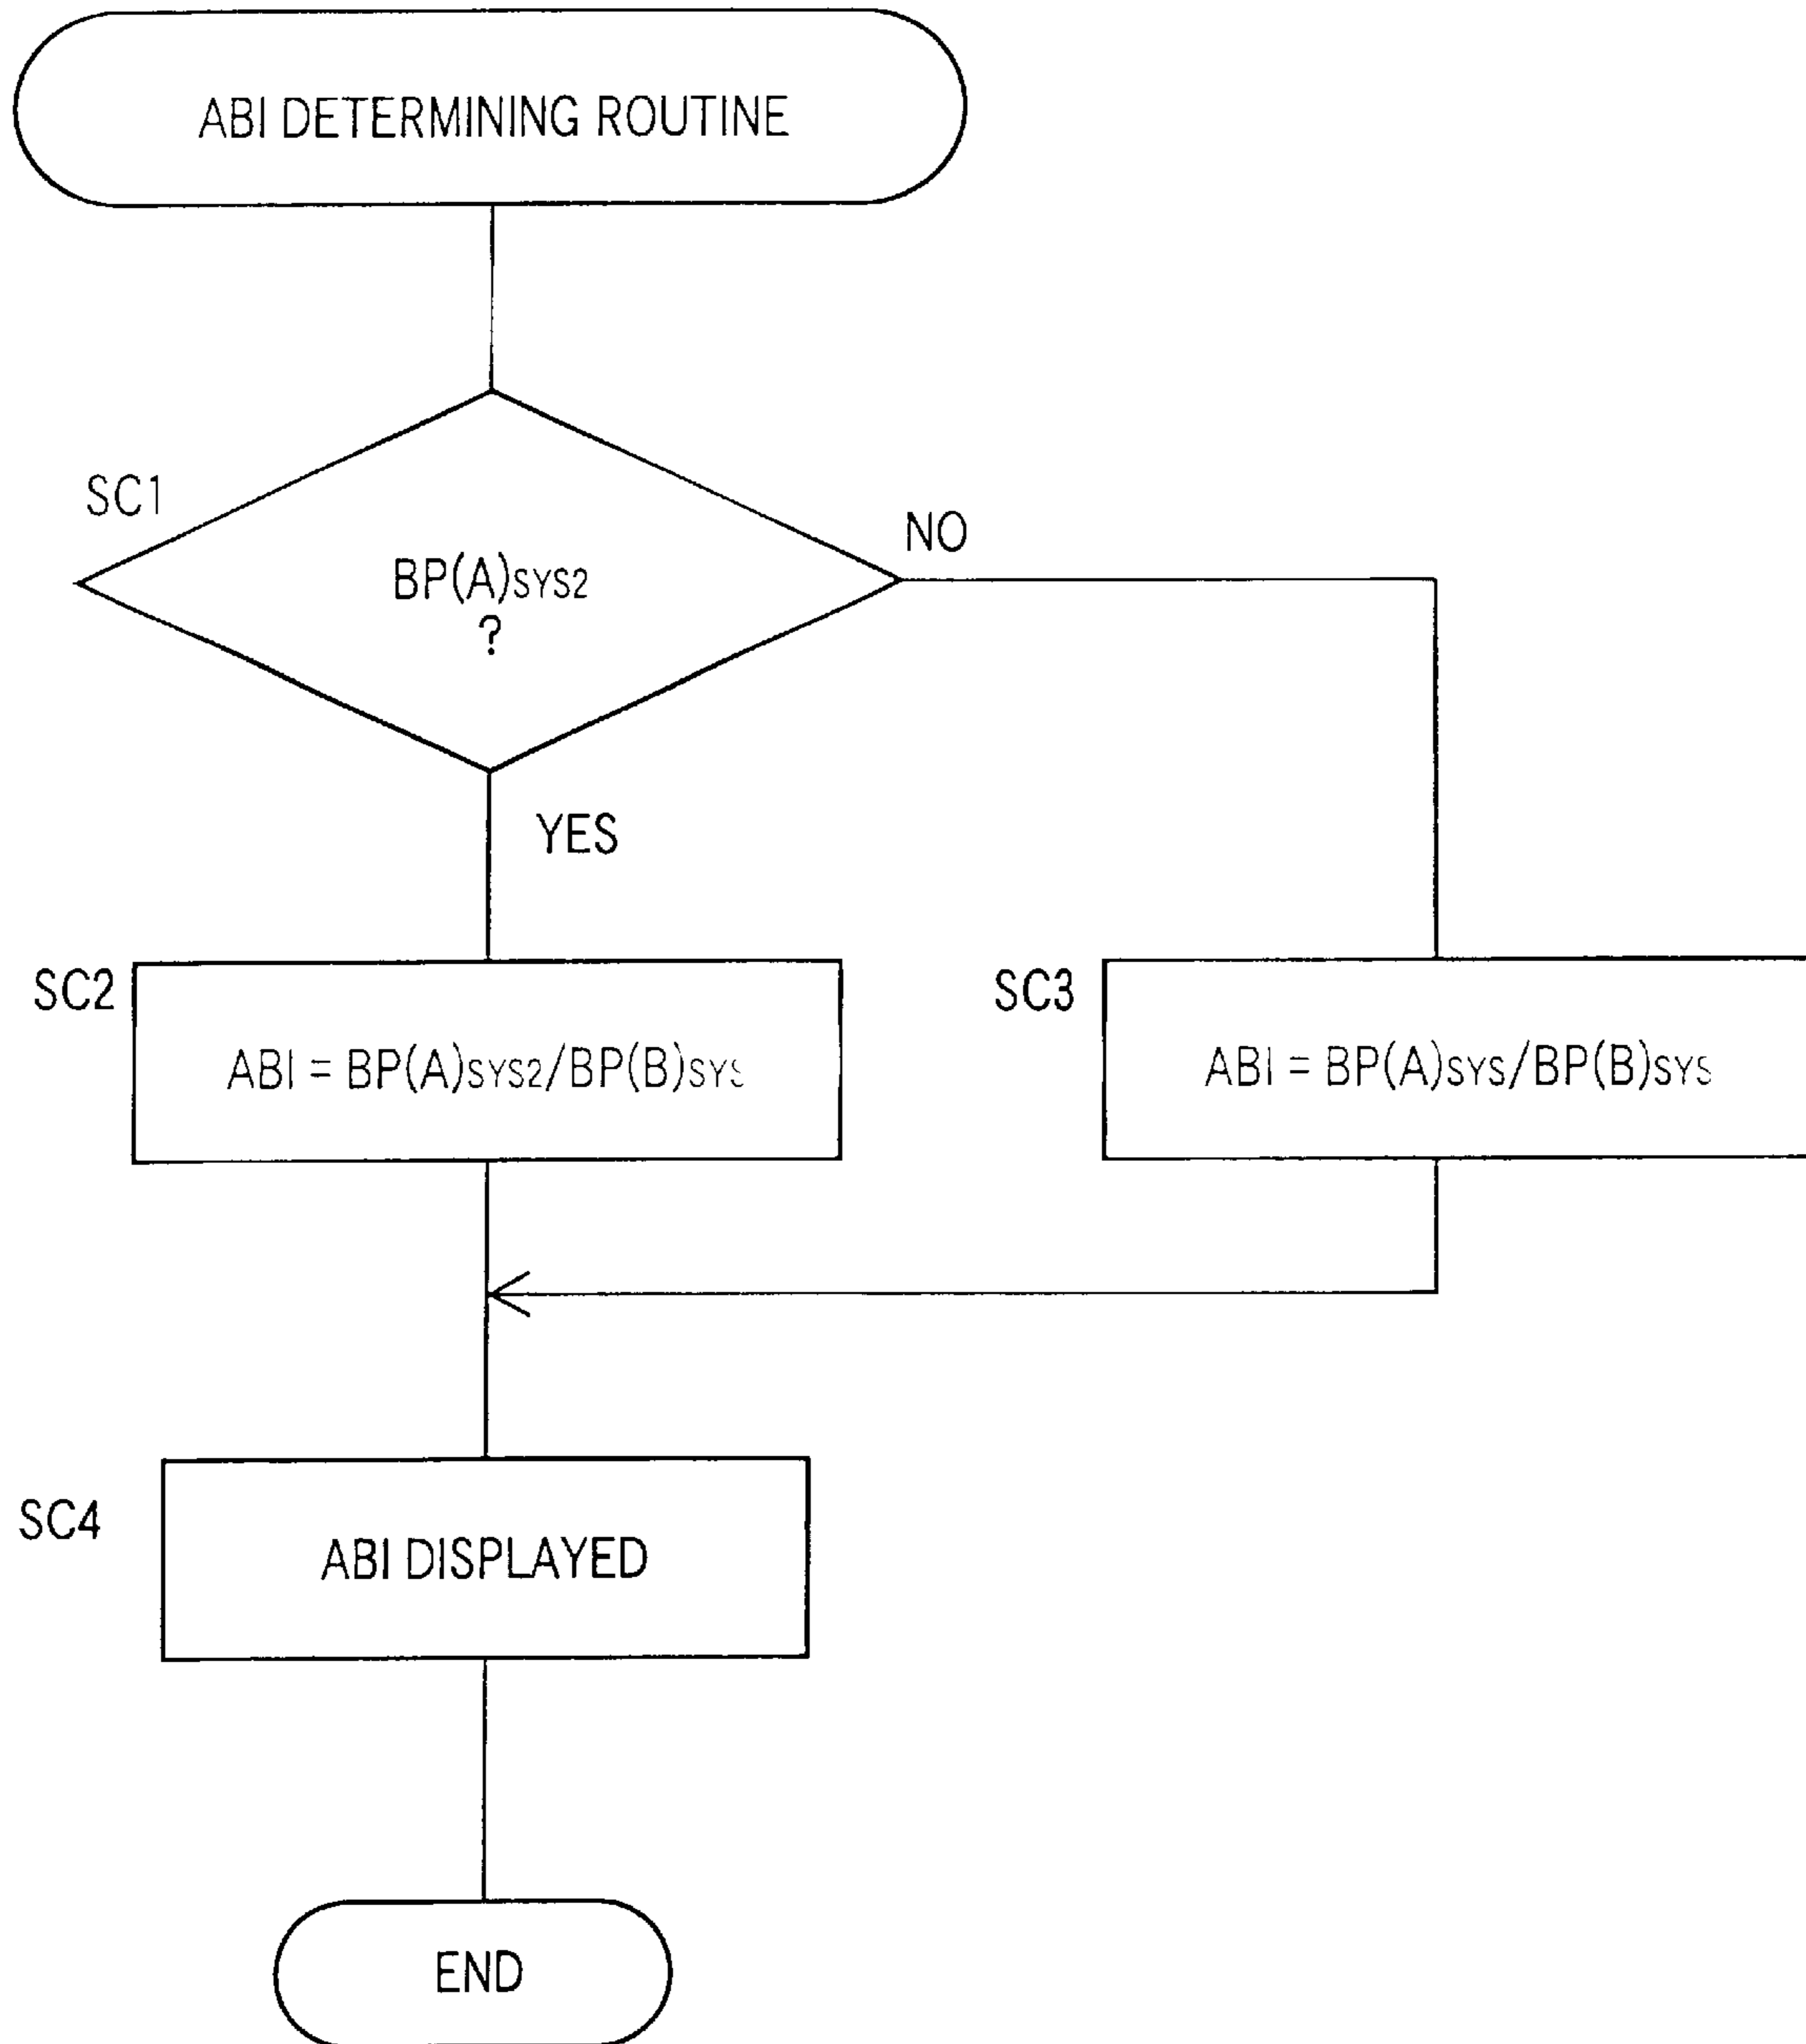 ABI DETERMINING ROUTINE
SC1
NO
BP(A)SYS2
?
YES
SC2
ABI = BP(A)SYS2/BP(B)SYS
SC3
ABI = BP(A)SYS/BP(B)SYS
SC4
ABI DISPLAYED
END